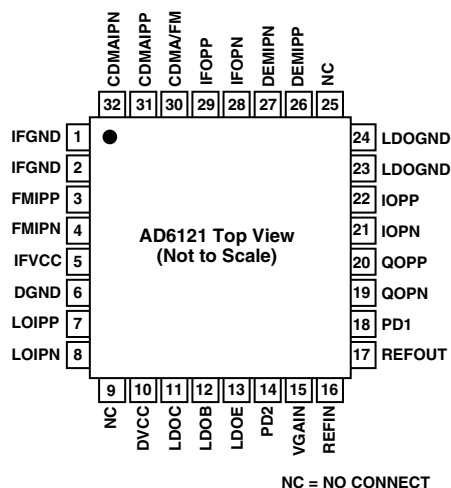 CDMAIPN
CDMAIPP
CDMA/FM
IFOPP
IFOPN
DEMIPN
DEMIPP
NC
32 31 30 29 28 27 26 25
IFGND 1
IFGND 2
FMIPP 3
FMIPN 4
IFVCC 5
DGND 6
LOIPP 7
LOIPN 8
AD6121 Top View
(Not to Scale)
24 LDOGND
23 LDOGND
22 IOPP
21 IOPN
20 QOPP
19 QOPN
18 PD1
17 REFOUT
9 10 11 12 13 14 15 16
NC
DVCC
LDOC
LDOB
LDOE
PD2
VGAIN
REFIN
NC = NO CONNECT